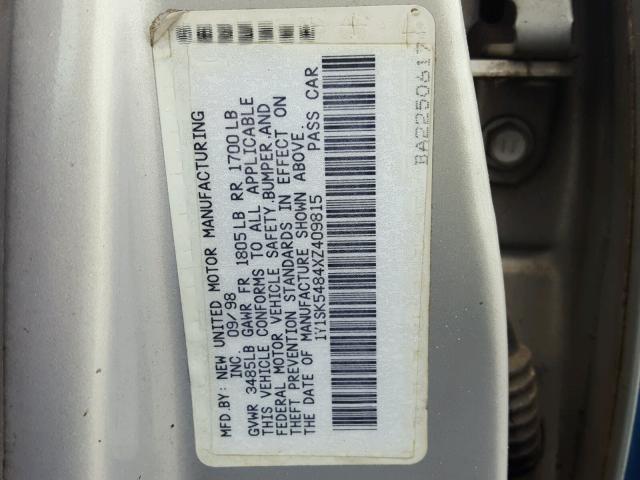 MFD.BY: NEW UNITED MOTOR MANUFACTURING
INC. 09/98
GVWR 3485LB GAWR FR 1805LB RR 1700LB
THIS VEHICLE CONFORMS TO ALL APPLICABLE
FEDERAL MOTOR VEHICLE SAFETY,BUMPER,AND
THEFT PREVENTION STANDARDS IN EFFECT ON
THE DATE OF MANUFACTURE SHOWN ABOVE.
1Y1SK5484XZ409815 PASS CAR
BA22506174